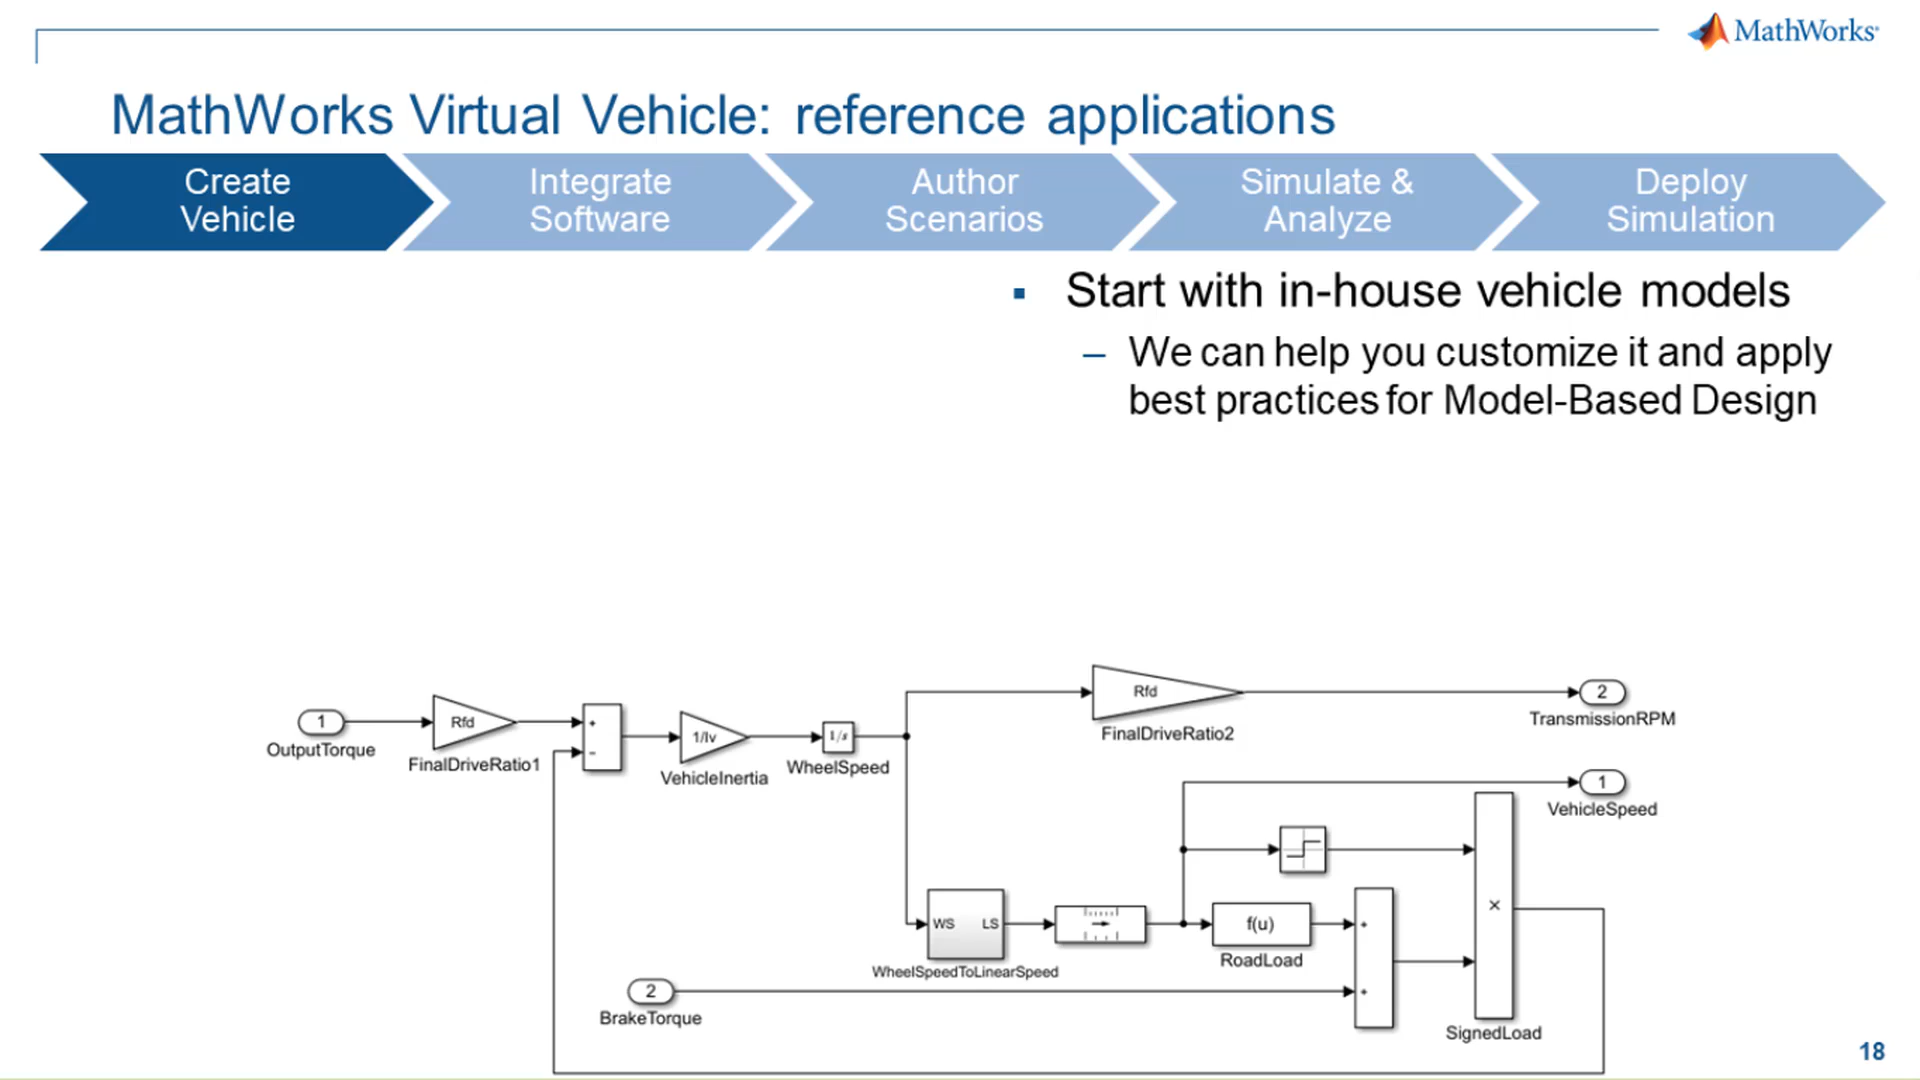 MathWorks®
MathWorks Virtual Vehicle: reference applications
Create
Vehicle
Integrate
Software
Author
Scenarios
Simulate &
Analyze
Deploy
Simulation
▪ Start with in-house vehicle models
– We can help you customize it and apply
best practices for Model-Based Design
1
OutputTorque
Rfd
FinalDriveRatio1
+
−
1/Iv
VehicleInertia
1/s
WheelSpeed
Rfd
FinalDriveRatio2
2
TransmissionRPM
1
VehicleSpeed
WS LS
WheelSpeedToLinearSpeed
f(u)
RoadLoad
+
+
×
SignedLoad
2
BrakeTorque
18